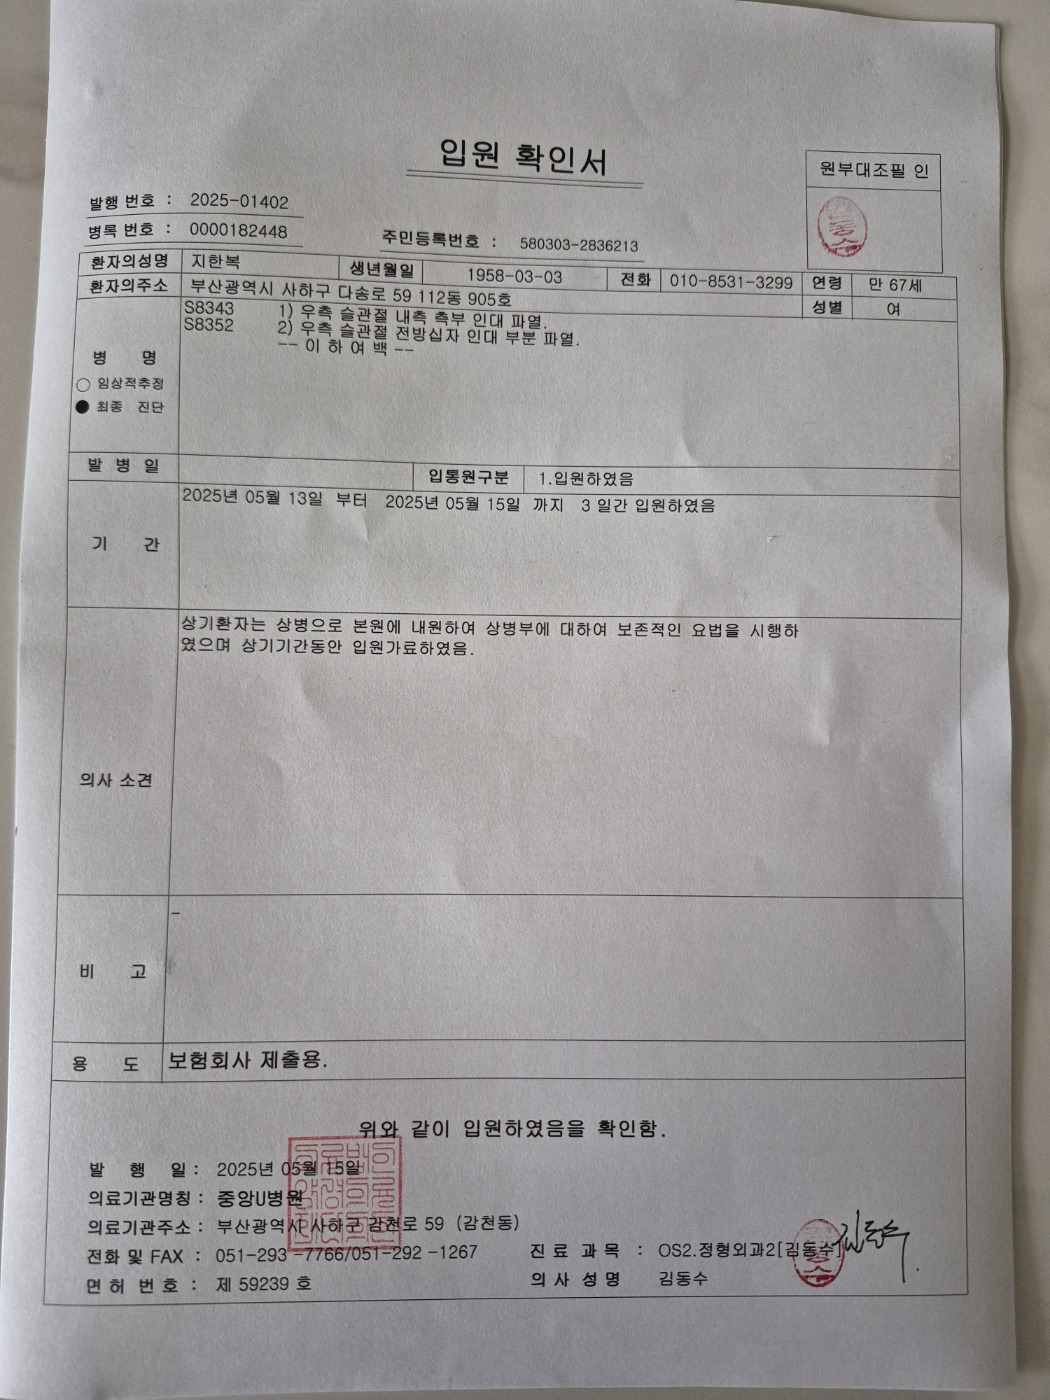 입원 확인서
원부대조필 인
발행 번호 : 2025-01402
병록 번호 : 0000182448
주민등록번호 : 580303-2836213
환자의성명 지한복 생년월일 1958-03-03 전화 010-8531-3299 연령 만 67세
환자의주소 부산광역시 사하구 다송로 59 112동 905호 성별 여
S8343 1) 우측 슬관절 내측 측부 인대 파열.
S8352 2) 우측 슬관절 전방십자 인대 부분 파열.
-- 이 하 여 백 --
병 명
○ 임상적추정
● 최종 진단
발 병 일 입통원구분 1.입원하였음
2025년 05월 13일 부터 2025년 05월 15일 까지 3 일간 입원하였음
기 간
상기환자는 상병으로 본원에 내원하여 상병부에 대하여 보존적인 요법을 시행하
였으며 상기기간동안 입원가료하였음.
의사 소견
-
비 고
용 도 보험회사 제출용.
위와 같이 입원하였음을 확인함.
발 행 일 : 2025년 05월 15일
의료기관명칭 : 중앙U병원
의료기관주소 : 부산광역시 사하구 감천로 59 (감천동)
전화 및 FAX : 051-293 -7766/051-292 -1267 진 료 과 목 : OS2.정형외과2[김동수]
면 허 번 호 : 제 59239 호 의 사 성 명 김동수
김동수